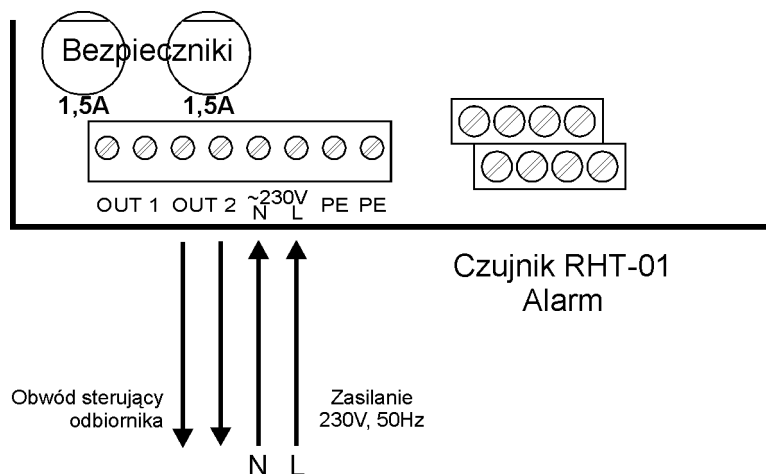 Bezpieczniki
1,5A 1,5A
~230V
OUT 1 OUT 2 N L PE PE
Czujnik RHT-01
Alarm
Obwód sterujący
odbiornika
Zasilanie
230V, 50Hz
N L